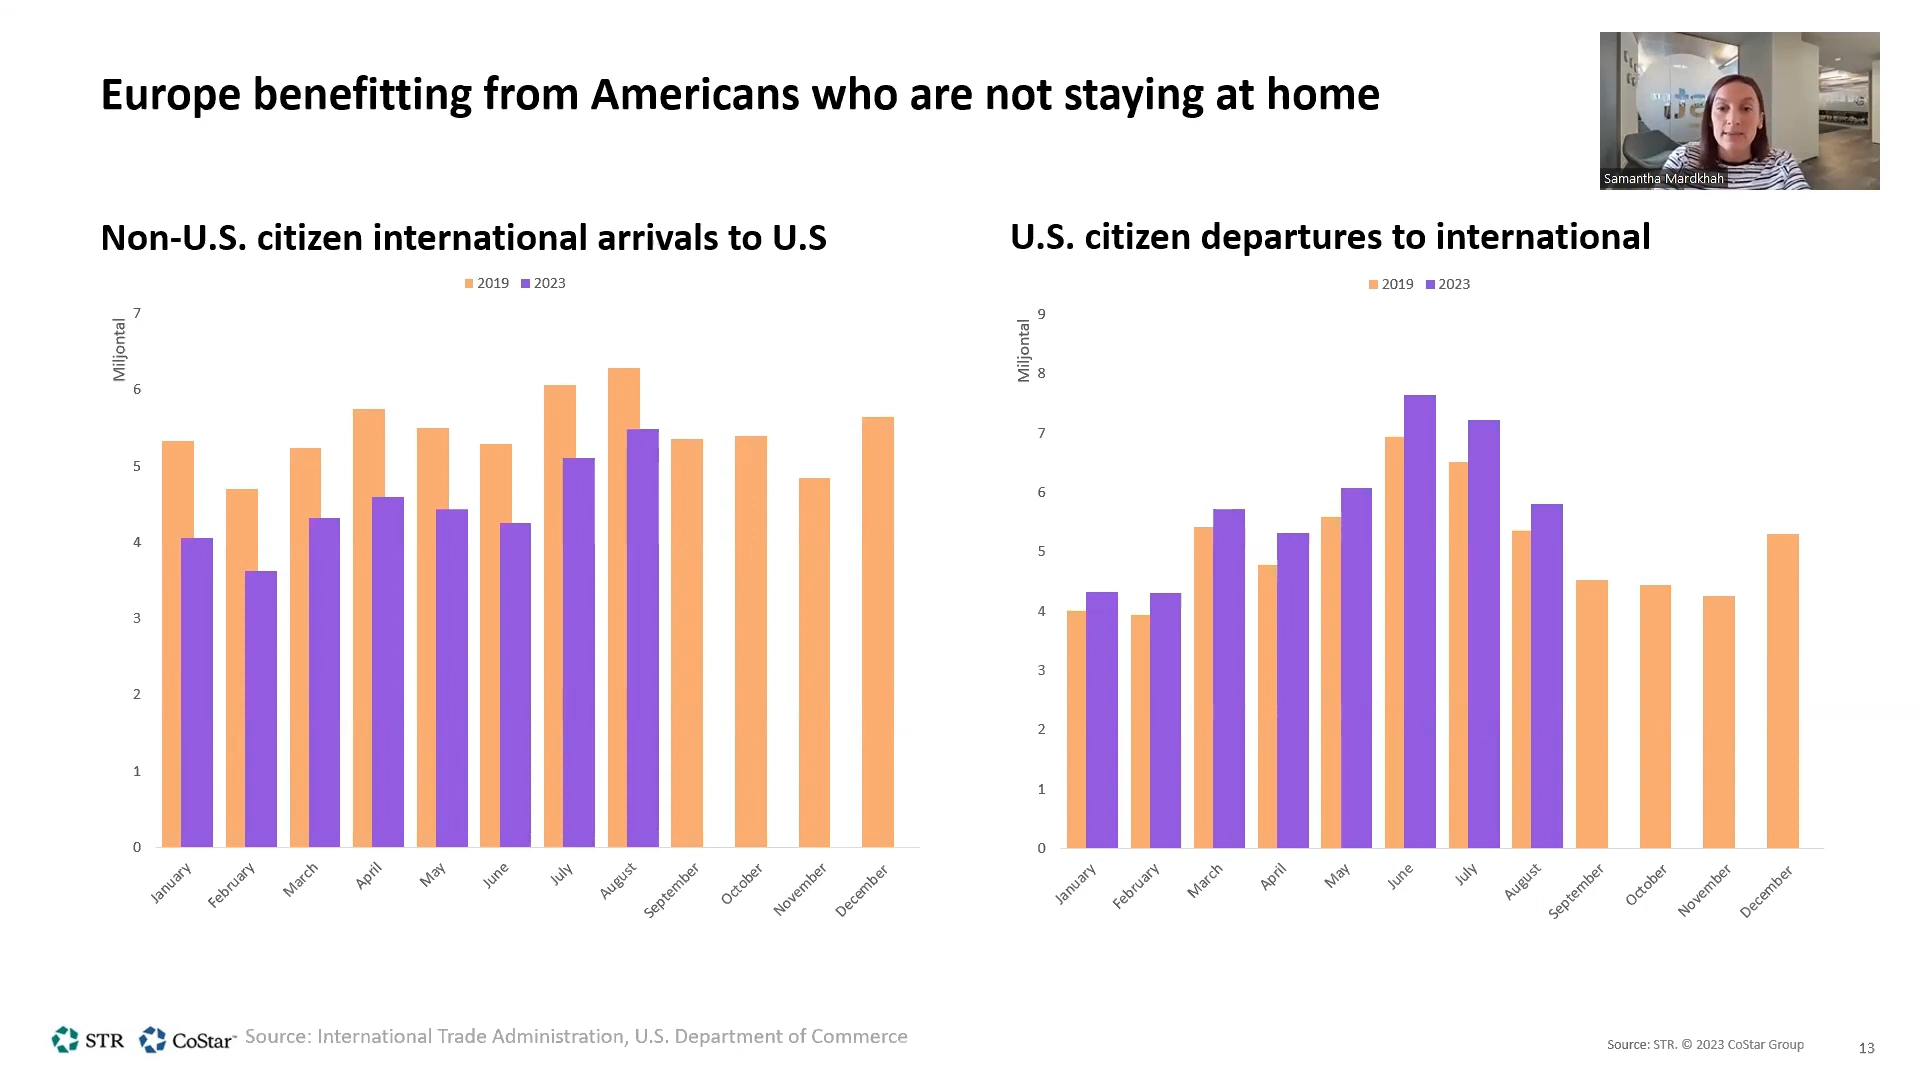 Europe benefitting from Americans who are not staying at home
Samantha Mardkhah
Non-U.S. citizen international arrivals to U.S
2019 2023
Miljontal
7
6
5
4
3
2
1
0
January February March April May June July August September October November December
U.S. citizen departures to international
2019 2023
Miljontal
9
8
7
6
5
4
3
2
1
0
January February March April May June July August September October November December
STR CoStar™ Source: International Trade Administration, U.S. Department of Commerce
Source: STR. © 2023 CoStar Group
13